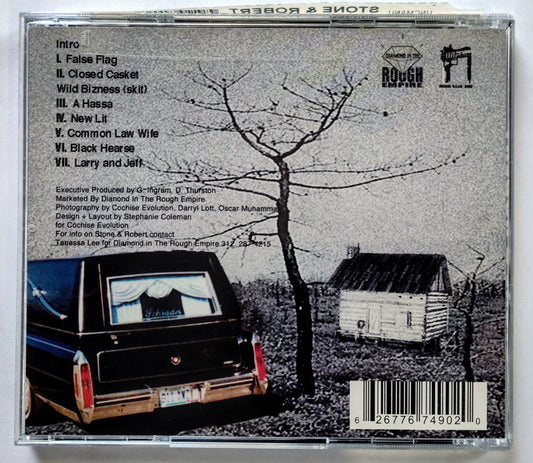 STONE & ROBERT
Intro
I. False Flag
II. Closed Casket
Wild Bizness (skit)
III. A Hassa
IV. New Lit
V. Common Law Wife
VI. Black Hearse
VII. Larry and Jeff
DIAMOND IN THE
ROUGH
EMPIRE
Executive Produced by G. Ingram, D. Thurston
Marketed By Dianond In The Rough Empire
Photography by Cochise Evolution, Darryl Lott, Oscar Muhammad
Design + Layout by Stephanie Coleman
for Cochise Evolution
For info on Stone & Robert contact
Tanessa Lee for Diamond in The Rough Empire 312. 287-4215
6 26776 74902 0